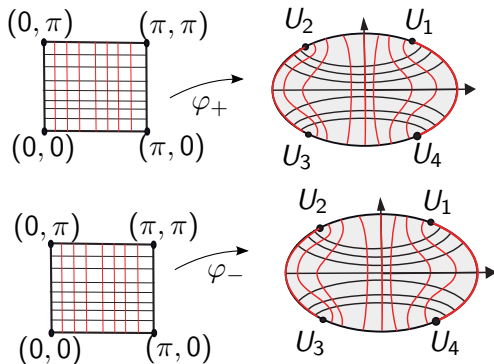 (0, π) (π, π) U₂ U₁
φ₊
(0, 0) (π, 0) U₃ U₄
(0, π) (π, π) U₂ U₁
φ₋
(0, 0) (π, 0) U₃ U₄